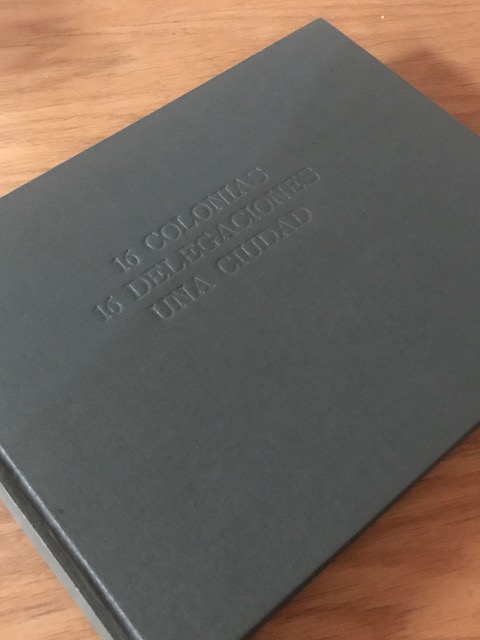 16 COLONIAS
16 DELEGACIONES
UNA CIUDAD